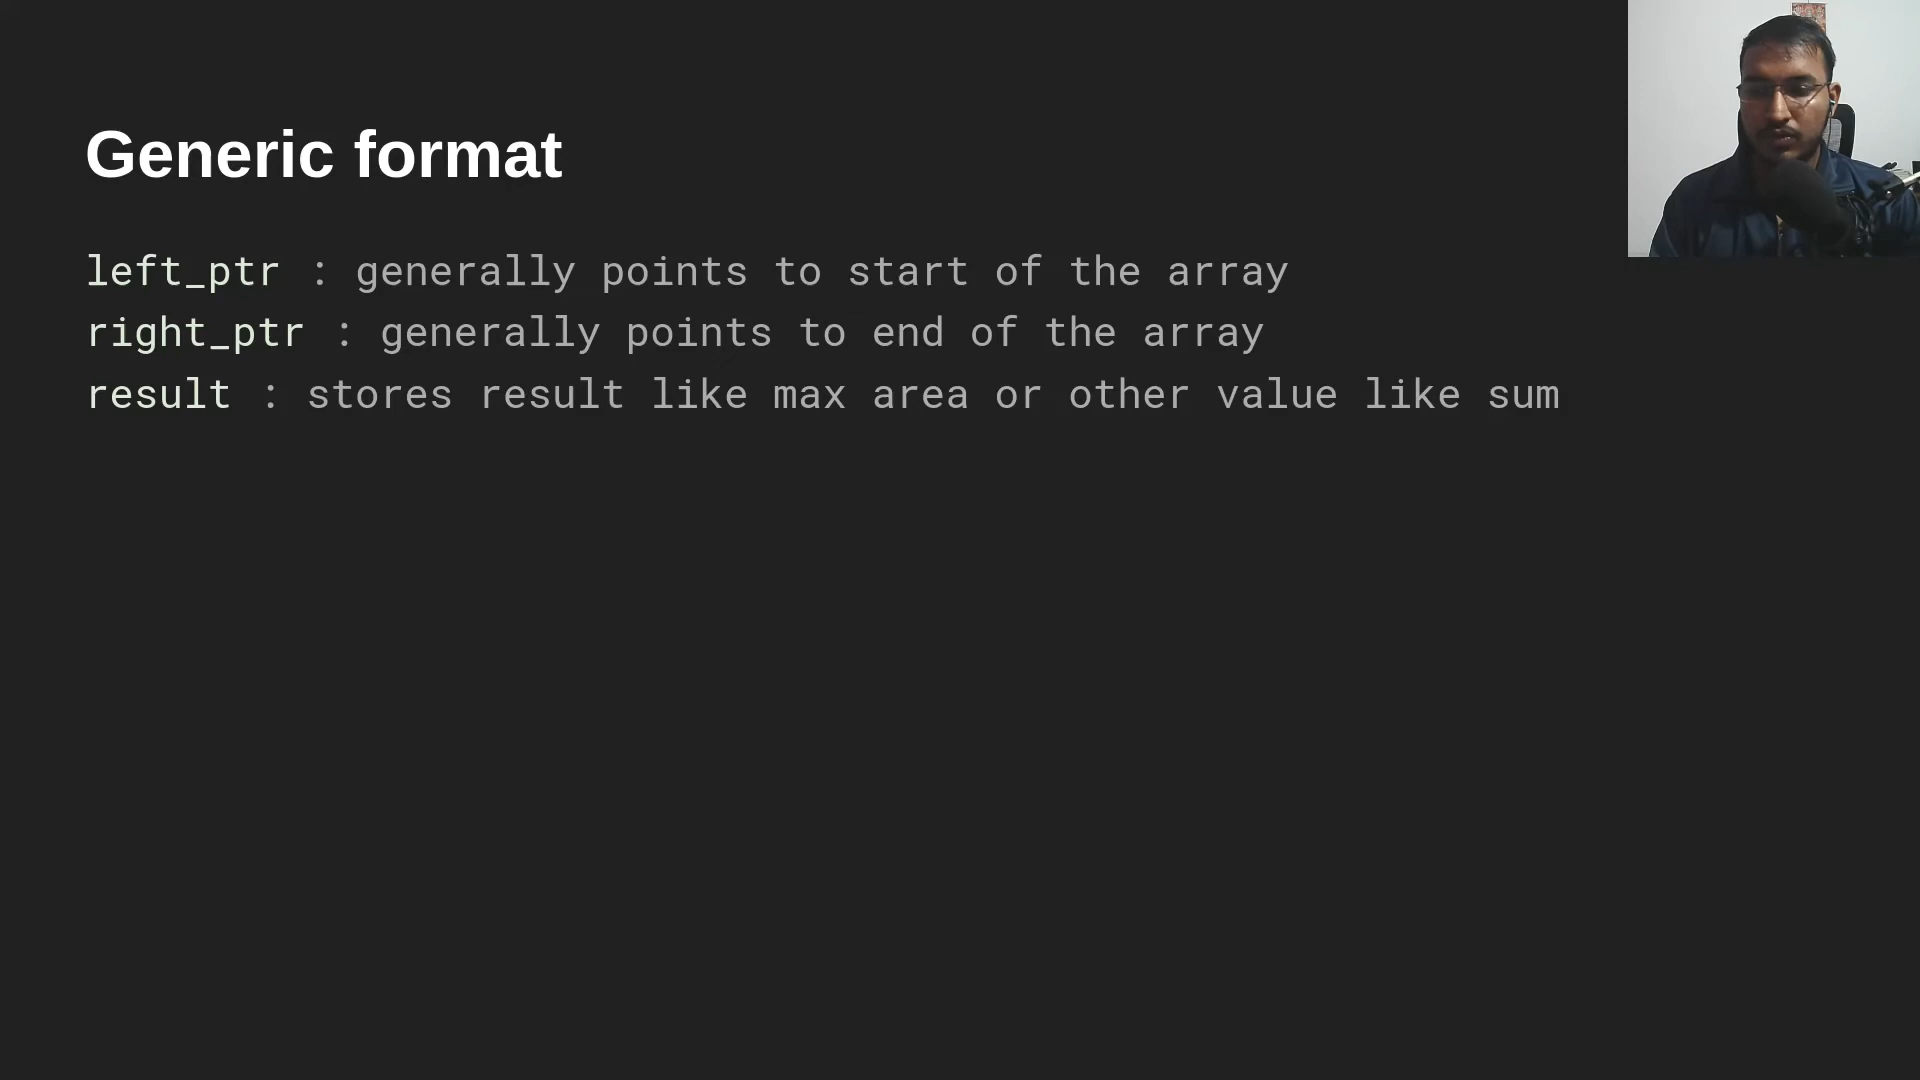 Generic format
left_ptr : generally points to start of the array
right_ptr : generally points to end of the array
result : stores result like max area or other value like sum